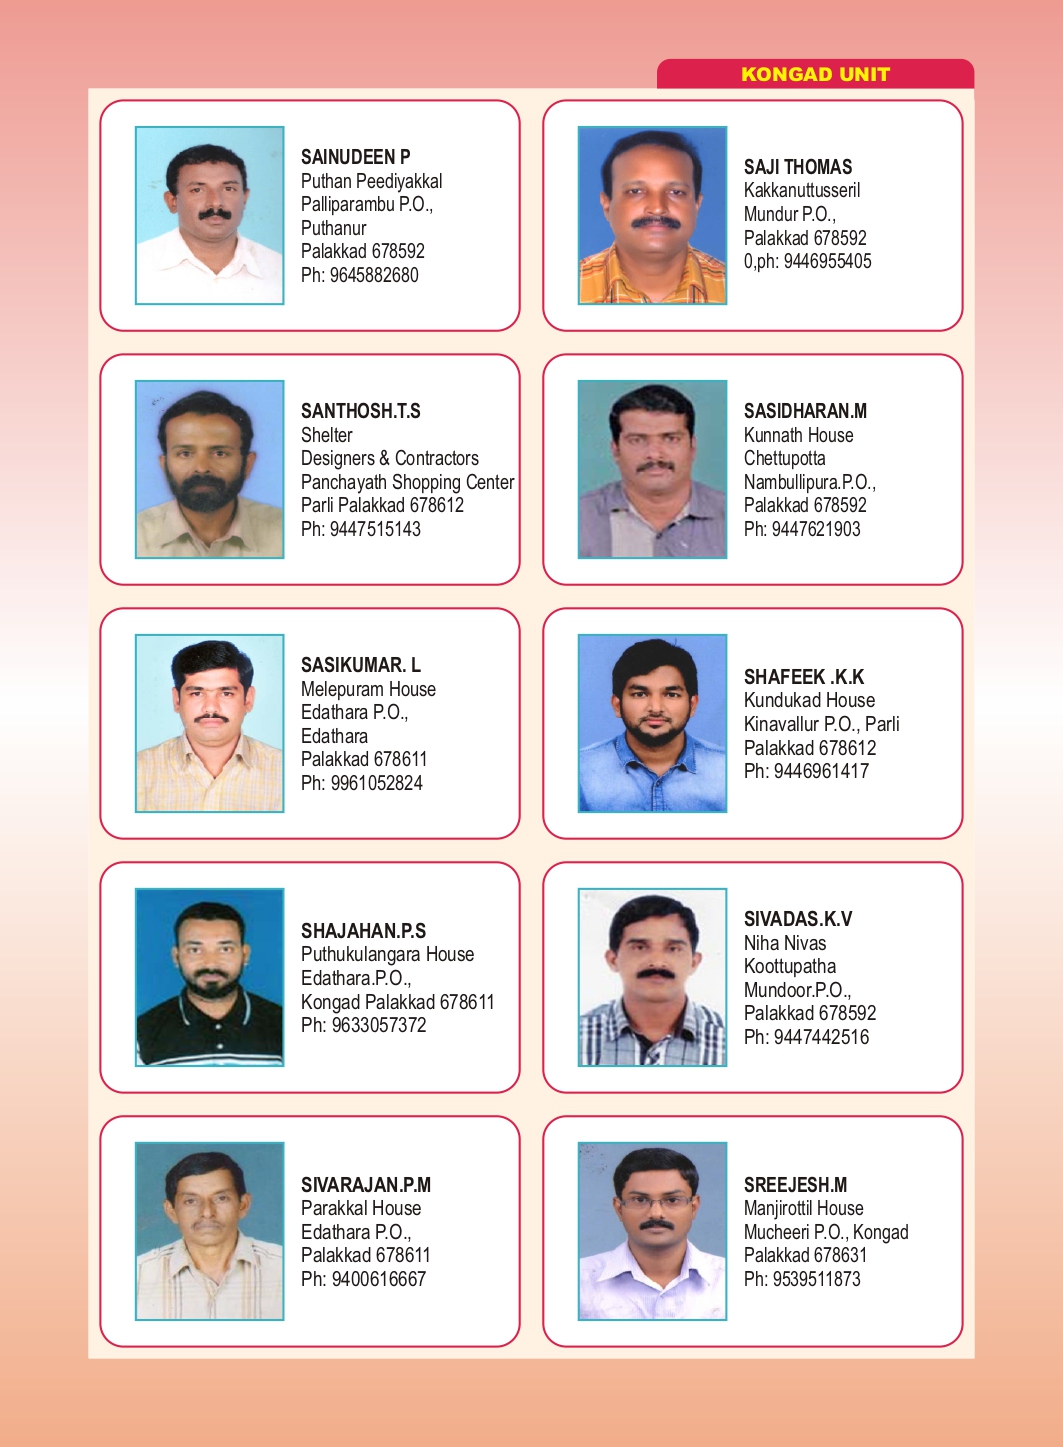 KONGAD UNIT
SAINUDEEN P
Puthan Peediyakkal
Palliparambu P.O.,
Puthanur
Palakkad 678592
Ph: 9645882680
SAJI THOMAS
Kakkanuttusseril
Mundur P.O.,
Palakkad 678592
0,ph: 9446955405
SANTHOSH.T.S
Shelter
Designers & Contractors
Panchayath Shopping Center
Parli Palakkad 678612
Ph: 9447515143
SASIDHARAN.M
Kunnath House
Chettupotta
Nambullipura.P.O.,
Palakkad 678592
Ph: 9447621903
SASIKUMAR. L
Melepuram House
Edathara P.O.,
Edathara
Palakkad 678611
Ph: 9961052824
SHAFEEK .K.K
Kundukad House
Kinavallur P.O., Parli
Palakkad 678612
Ph: 9446961417
SHAJAHAN.P.S
Puthukulangara House
Edathara.P.O.,
Kongad Palakkad 678611
Ph: 9633057372
SIVADAS.K.V
Niha Nivas
Koottupatha
Mundoor.P.O.,
Palakkad 678592
Ph: 9447442516
SIVARAJAN.P.M
Parakkal House
Edathara P.O.,
Palakkad 678611
Ph: 9400616667
SREEJESH.M
Manjirottil House
Mucheeri P.O., Kongad
Palakkad 678631
Ph: 9539511873